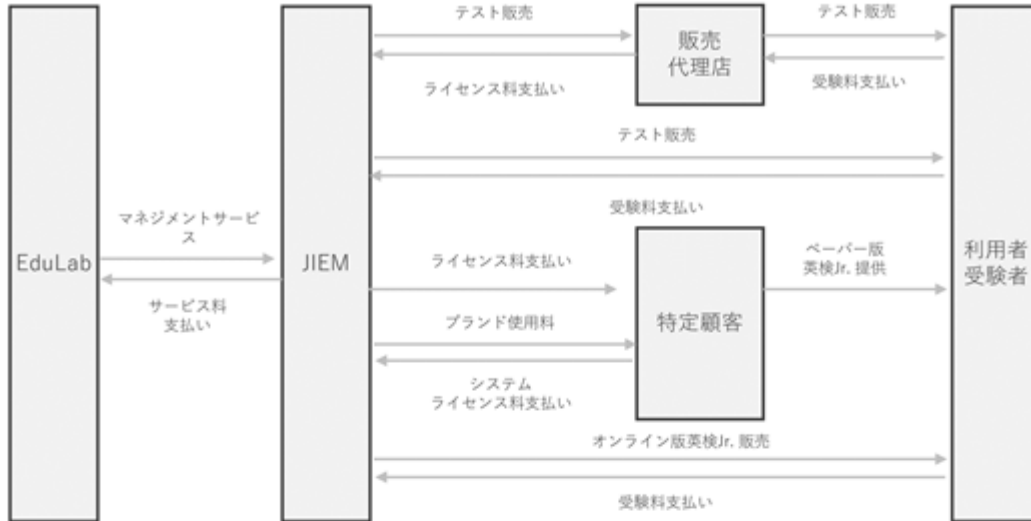 テスト販売
テスト販売
販売
代理店
ライセンス料支払い
受験料支払い
テスト販売
受験料支払い
マネジメントサービ
ス
EduLab
JIEM
サービス料
支払い
ライセンス料支払い
ペーパー版
英検Jr. 提供
利用者
受験者
ブランド使用料
特定顧客
システム
ライセンス料支払い
オンライン版英検Jr. 販売
受験料支払い